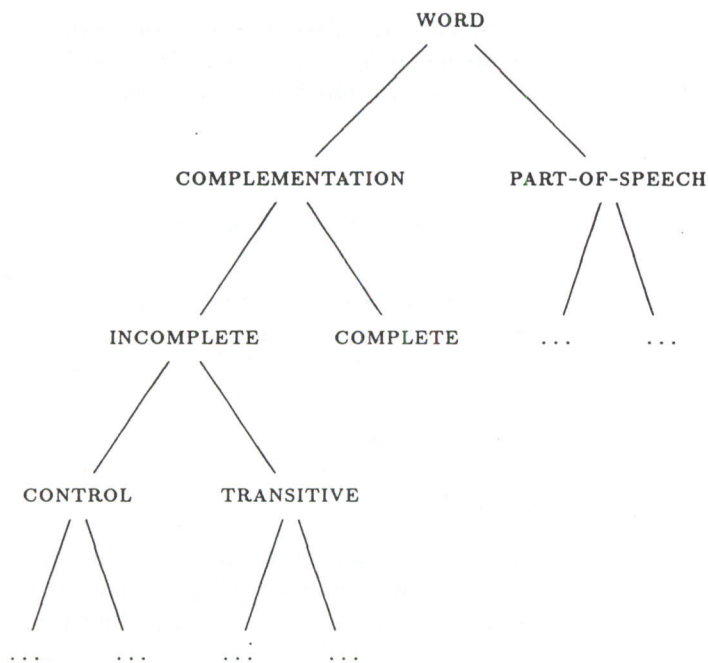 WORD
COMPLEMENTATION PART-OF-SPEECH
INCOMPLETE COMPLETE ... ...
CONTROL TRANSITIVE
... ... ... ...